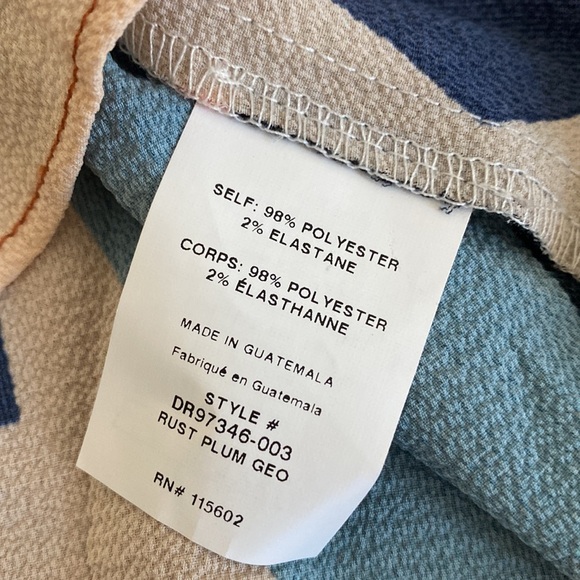 SELF: 98% POLYESTER
2% ELASTANE
CORPS: 98% POLYESTER
2% ÉLASTHANNE
MADE IN GUATEMALA
Fabriqué en Guatemala
STYLE #
DR97346-003
RUST PLUM GEO
RN# 115602